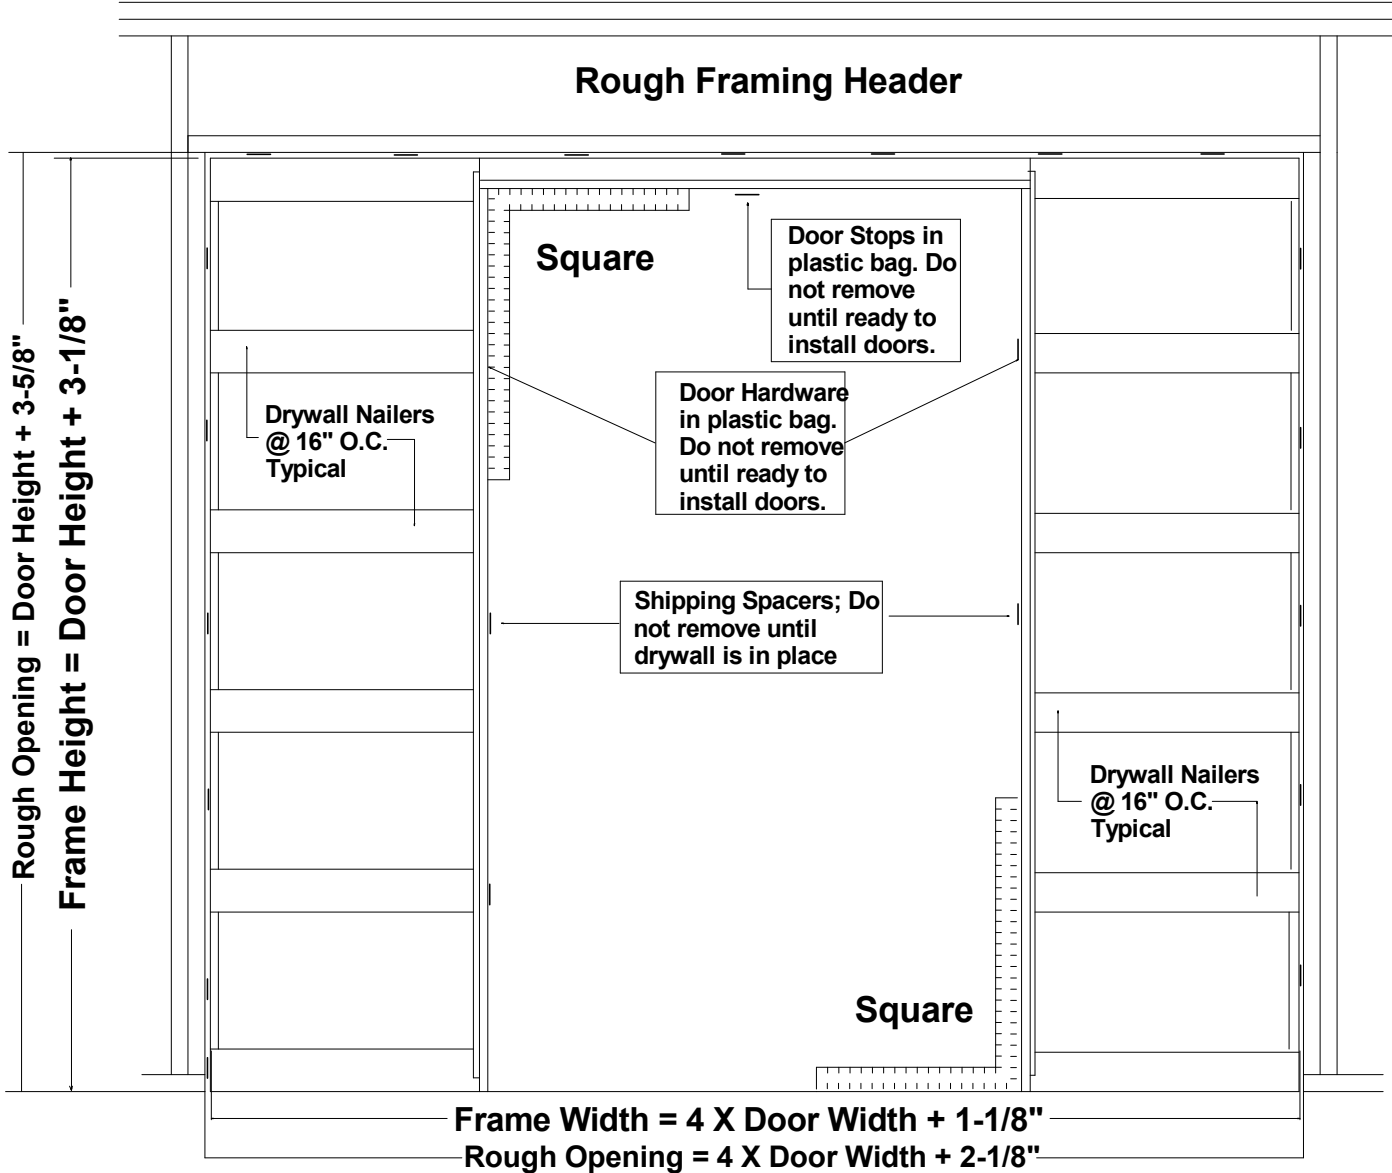 Rough Framing Header
Rough Opening = Door Height + 3-5/8"
Frame Height = Door Height + 3-1/8"
Square
Door Stops in
plastic bag. Do
not remove
until ready to
install doors.
Door Hardware
in plastic bag.
Do not remove
until ready to
install doors.
Drywall Nailers
@ 16" O.C.
Typical
Shipping Spacers; Do
not remove until
drywall is in place
Drywall Nailers
@ 16" O.C.
Typical
Square
Frame Width = 4 X Door Width + 1-1/8"
Rough Opening = 4 X Door Width + 2-1/8"